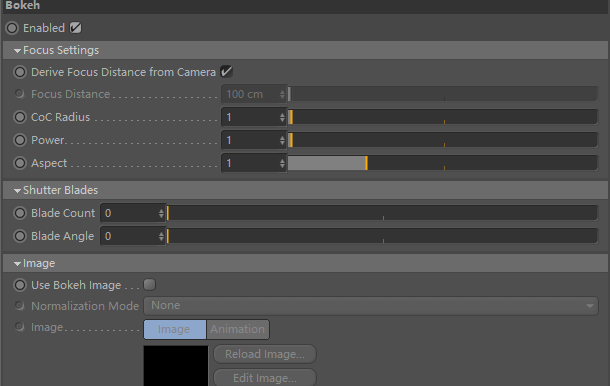 Bokeh
Enabled
Focus Settings
Derive Focus Distance from Camera
Focus Distance . . . . . . . . . . . . . . . . . . 100 cm
CoC Radius . . . . . . . . . . . . . . . . . . . . . 1
Power. . . . . . . . . . . . . . . . . . . . . . . . . . 1
Aspect . . . . . . . . . . . . . . . . . . . . . . . . . 1
Shutter Blades
Blade Count 0
Blade Angle 0
Image
Use Bokeh Image . . .
Normalization Mode None
Image. . . . . . . . . . . . . Image Animation
Reload Image...
Edit Image...